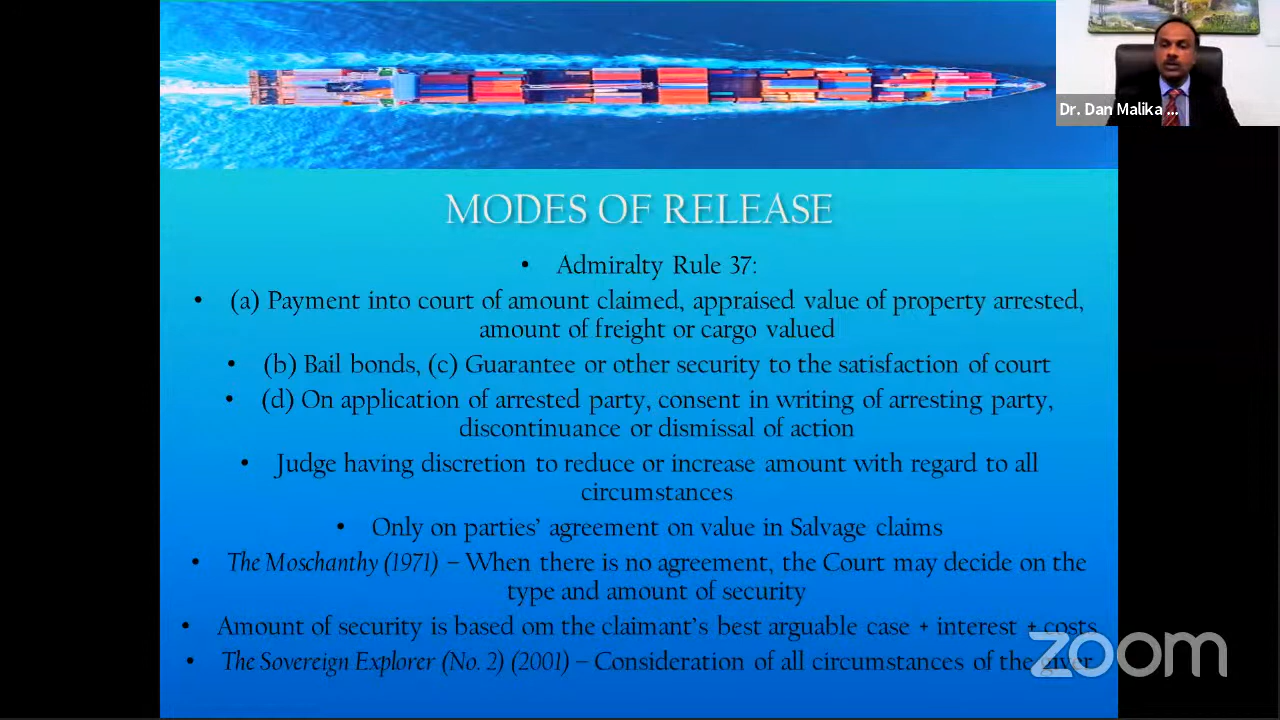 Dr. Dan Malika ...
MODES OF RELEASE
• Admiralty Rule 37:
• (a) Payment into court of amount claimed, appraised value of property arrested,
amount of freight or cargo valued
• (b) Bail bonds, (c) Guarantee or other security to the satisfaction of court
• (d) On application of arrested party, consent in writing of arresting party,
discontinuance or dismissal of action
• Judge having discretion to reduce or increase amount with regard to all
circumstances
• Only on parties’ agreement on value in Salvage claims
• The Moschanthy (1971) – When there is no agreement, the Court may decide on the
type and amount of security
• Amount of security is based om the claimant’s best arguable case + interest + costs
• The Sovereign Explorer (No. 2) (2001) – Consideration of all circumstances of the giver
zoom